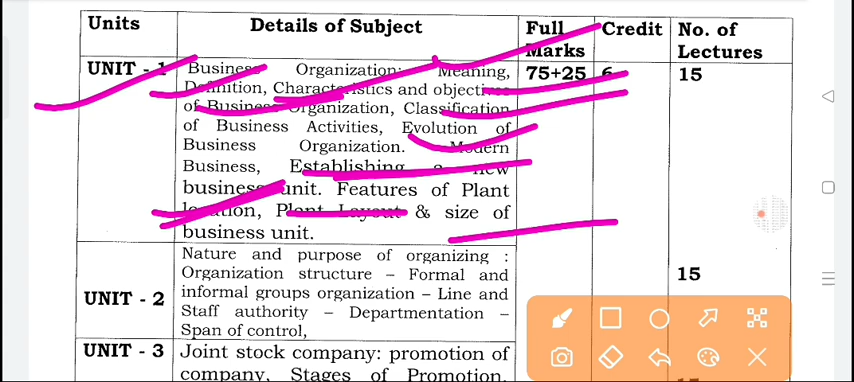 Units Details of Subject Full Marks Credit No. of Lectures
UNIT - 1 Business Organization: Meaning, 75+25 6 15
Definition, Characteristics and objectives
of Business Organization, Classification
of Business Activities, Evolution of
Business Organization. Modern
Business, Establishing a new
business unit. Features of Plant
location, Plant Layout & size of
business unit.
Nature and purpose of organizing :
Organization structure – Formal and 15
UNIT - 2 informal groups organization – Line and
Staff authority – Departmentation –
Span of control,
UNIT - 3 Joint stock company: promotion of
company, Stages of Promotion,